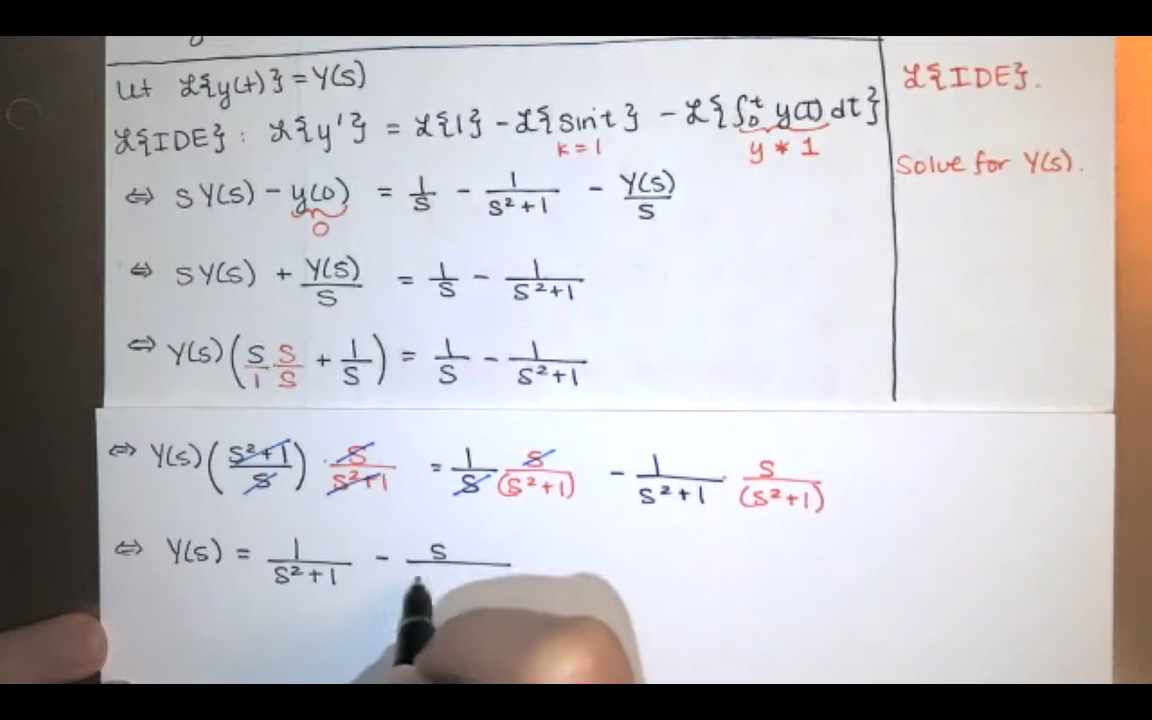 Let ℒ{y(t)} = Y(s)
ℒ{IDE}.
ℒ{IDE} : ℒ{y'} = ℒ{1} - ℒ{sin t} - ℒ{∫₀ᵗ y(τ) dτ}
k = 1
y * 1
Solve for Y(s).
⇔ sY(s) - y(0) = 1/s - 1/(s²+1) - Y(s)/s
0
⇔ sY(s) + Y(s)/s = 1/s - 1/(s²+1)
⇔ Y(s)(s/1 s/s + 1/s) = 1/s - 1/(s²+1)
⇔ Y(s)((s²+1)/s) · s/(s²+1) = 1/s s/(s²+1) - 1/(s²+1) · s/(s²+1)
⇔ Y(s) = 1/(s²+1) - s